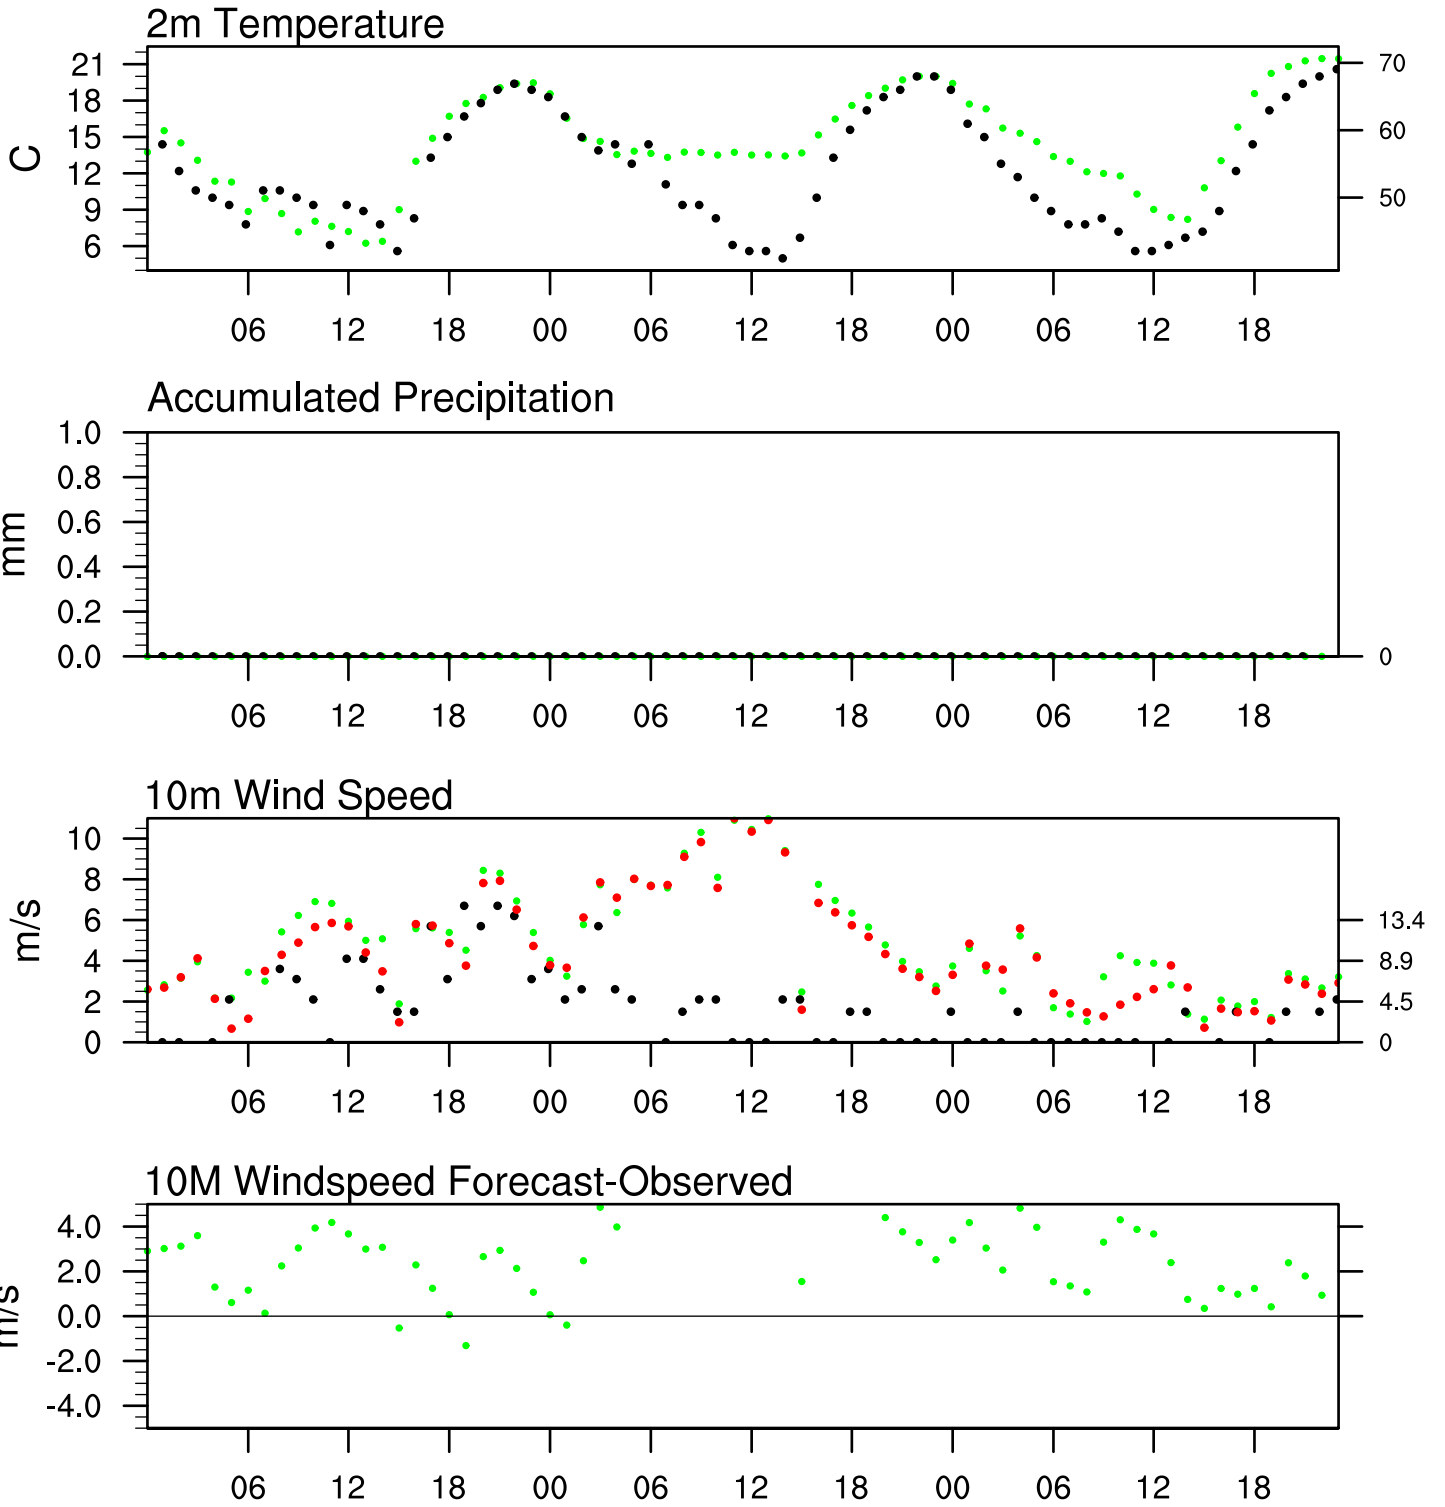 2m Temperature
21
18
15
12
9
6
C
70
60
50
06 12 18 00 06 12 18 00 06 12 18
Accumulated Precipitation
1.0
0.8
0.6
0.4
0.2
0.0
mm
0
06 12 18 00 06 12 18 00 06 12 18
10m Wind Speed
10
8
6
4
2
0
m/s
13.4
8.9
4.5
0
06 12 18 00 06 12 18 00 06 12 18
10M Windspeed Forecast-Observed
4.0
2.0
0.0
-2.0
-4.0
m/s
06 12 18 00 06 12 18 00 06 12 18